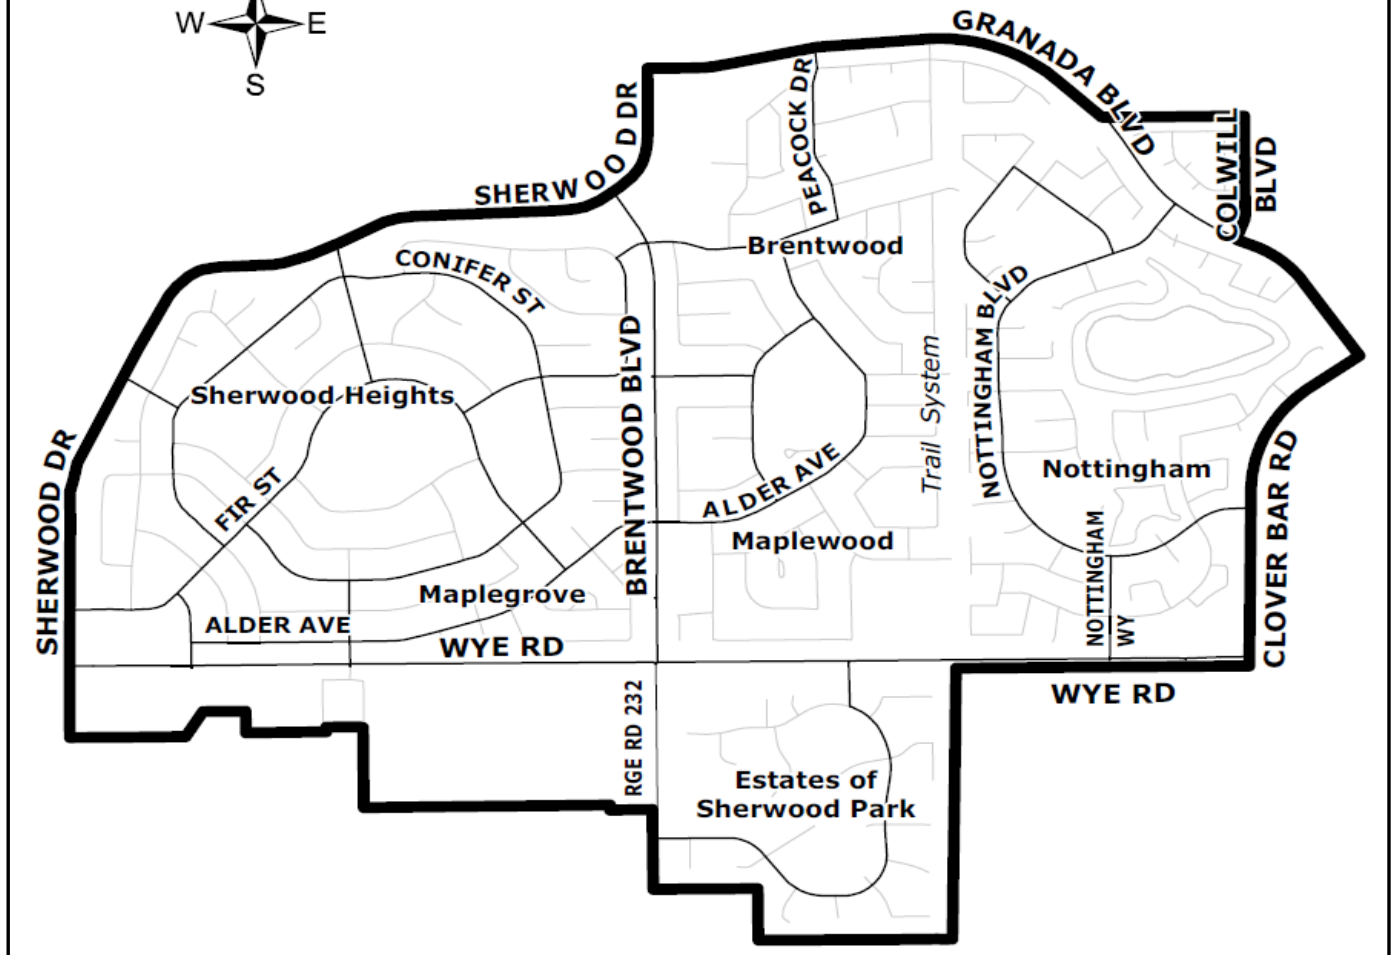 W E
S
GRANADA BLVD
COLWILL
BLVD
PEACOCK DR
SHERWOOD DR
Brentwood
CONIFER ST
NOTTINGHAM BLVD
BRENTWOOD BLVD
Trail System
Sherwood Heights
SHERWOOD DR
FIR ST
ALDER AVE
Nottingham
CLOVER BAR RD
Maplewood
Maplegrove
NOTTINGHAM
WY
ALDER AVE
WYE RD
WYE RD
RGE RD 232
Estates of
Sherwood Park